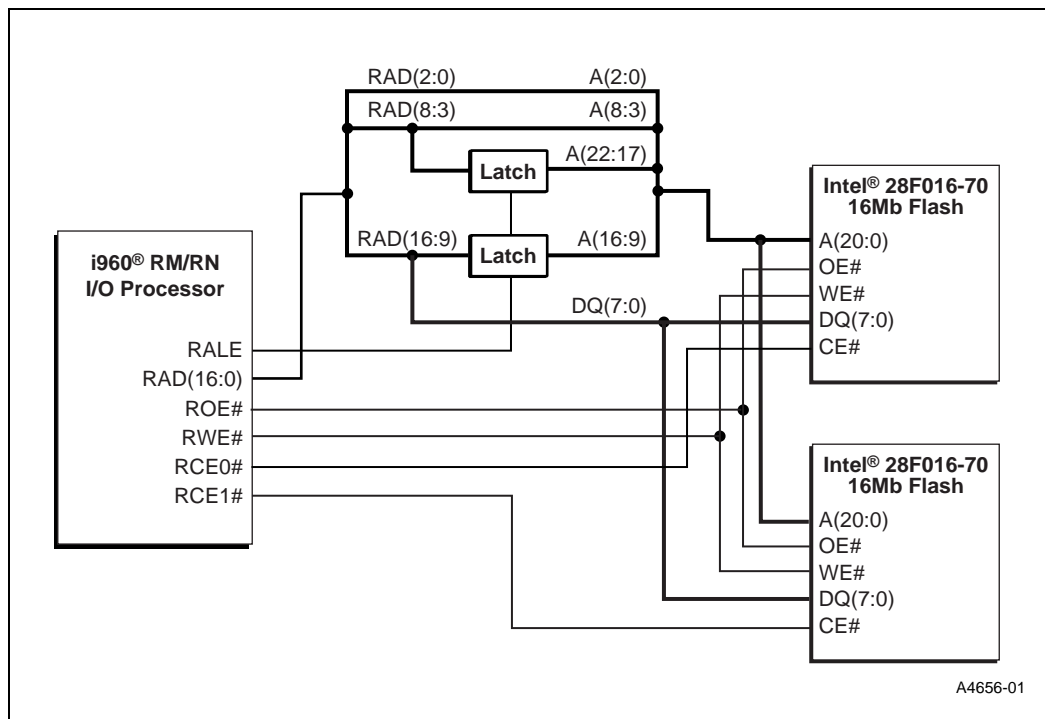 RAD(2:0) A(2:0)
RAD(8:3) A(8:3)
Latch A(22:17)
RAD(16:9) Latch A(16:9)
DQ(7:0)
i960® RM/RN
I/O Processor
RALE
RAD(16:0)
ROE#
RWE#
RCE0#
RCE1#
Intel® 28F016-70
16Mb Flash
A(20:0)
OE#
WE#
DQ(7:0)
CE#
Intel® 28F016-70
16Mb Flash
A(20:0)
OE#
WE#
DQ(7:0)
CE#
A4656-01